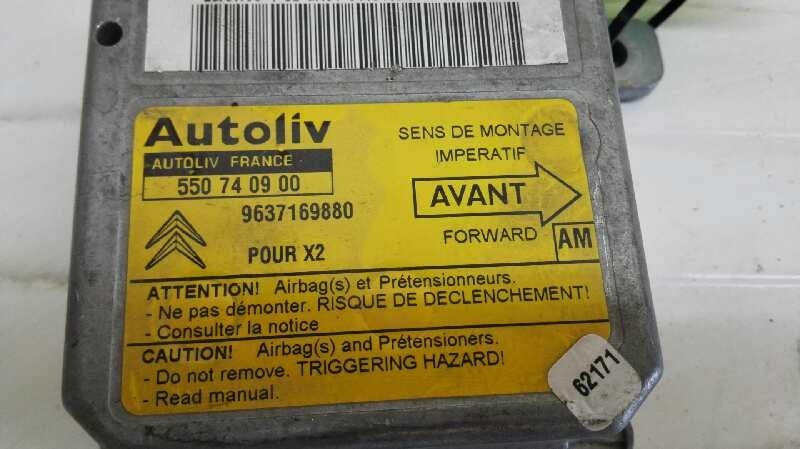 Autoliv
AUTOLIV FRANCE
550 74 09 00
9637169880
POUR X2
SENS DE MONTAGE
IMPERATIF
AVANT
FORWARD
AM
ATTENTION! Airbag(s) et Prétensionneurs.
- Ne pas démonter. RISQUE DE DECLENCHEMENT!
- Consulter la notice
CAUTION! Airbag(s) and Prétensioners.
- Do not remove. TRIGGERING HAZARD!
- Read manual.
62171